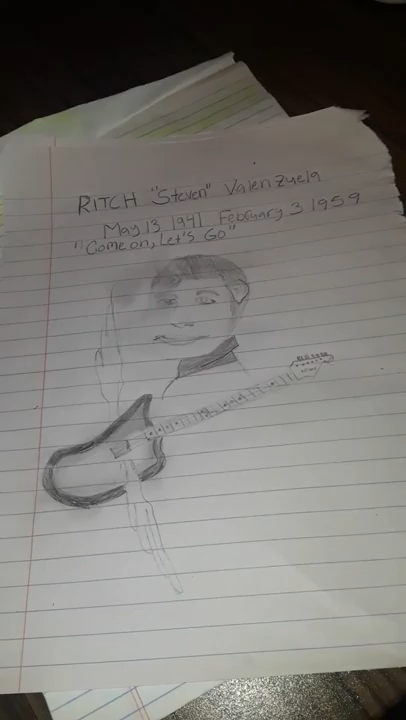 RITCH "Steven" Valenzuela
May 13 1941 February 3 1959
"Come on, Let's Go"